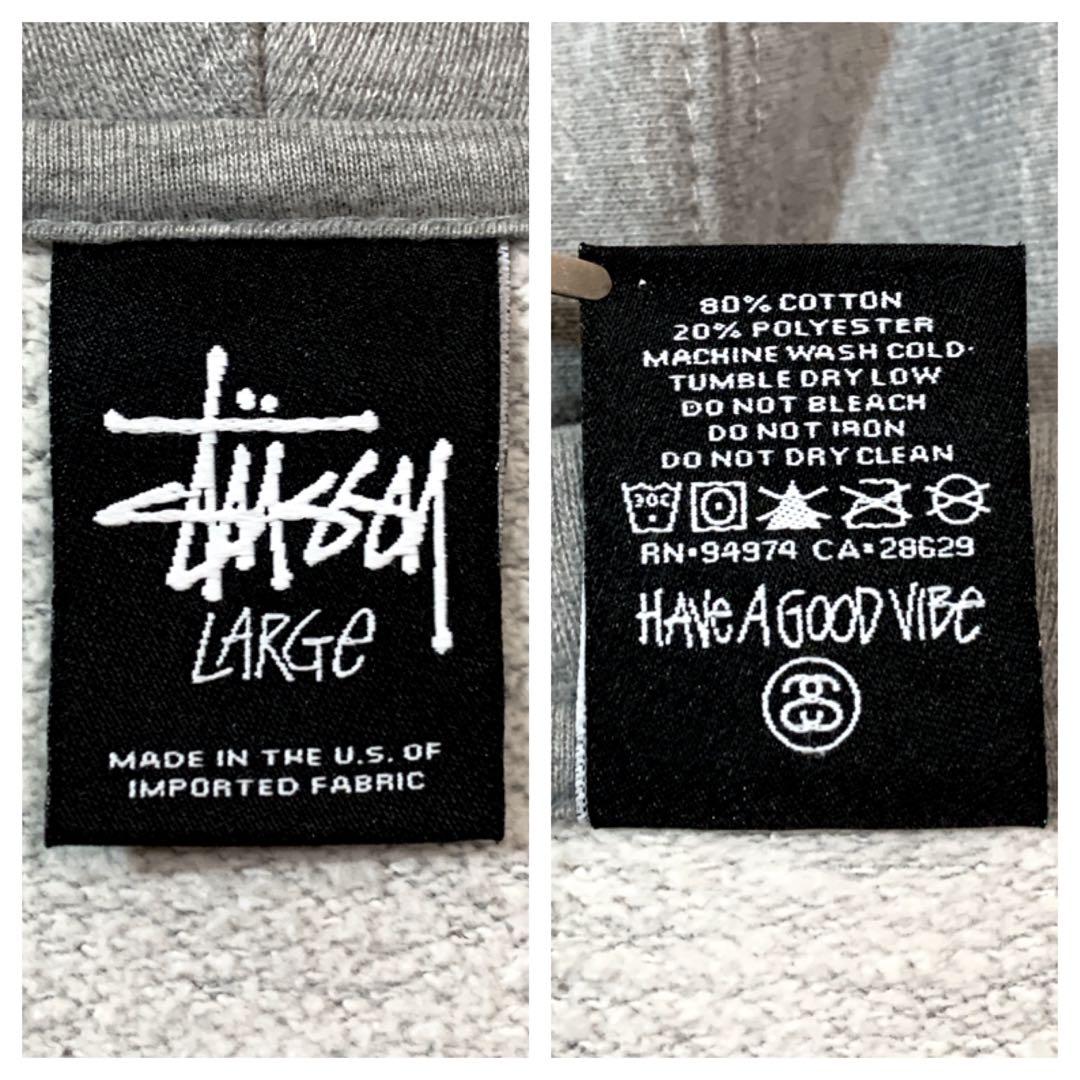 Stüssy
LARGe
MADE IN THE U.S. OF
IMPORTED FABRIC
80% COTTON
20% POLYESTER
MACHINE WASH COLD·
TUMBLE DRY LOW
DO NOT BLEACH
DO NOT IRON
DO NOT DRY CLEAN
30C
RN·94974 CA·28629
HAVe A GOOD VIBe